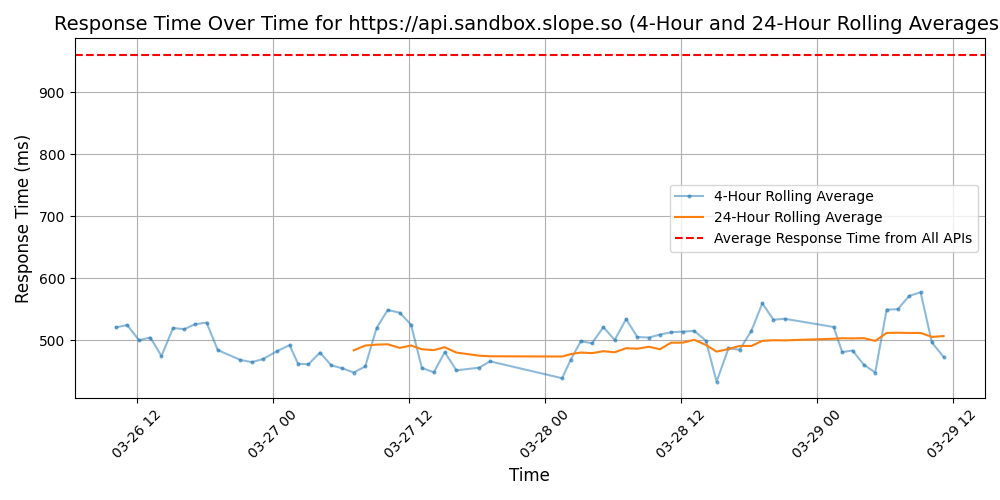 Response Time Over Time for https://api.sandbox.slope.so (4-Hour and 24-Hour Rolling Averages
Response Time (ms)
900
800
700
600
500
4-Hour Rolling Average
24-Hour Rolling Average
Average Response Time from All APIs
03-26 12
03-27 00
03-27 12
03-28 00
03-28 12
03-29 00
03-29 12
Time